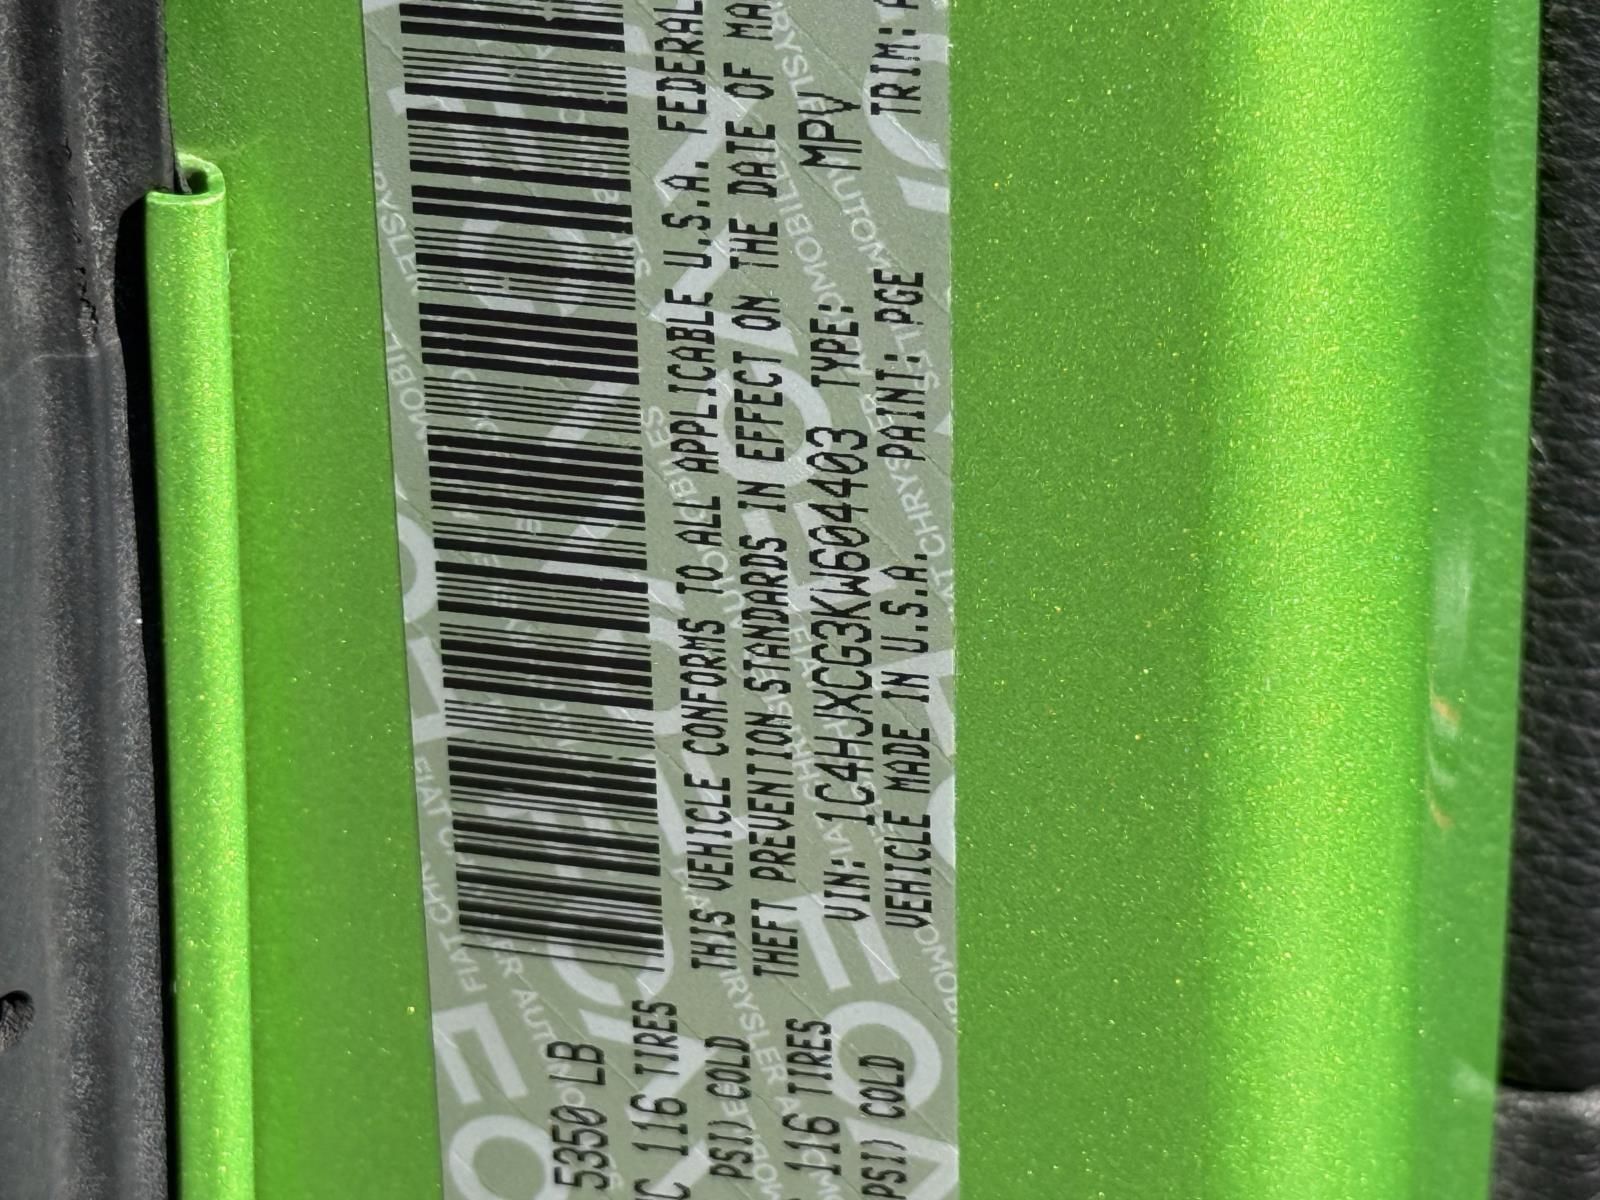 5350 LB
C 116 TIRES
PSI) COLD
116 TIRES
PSI) COLD
THIS VEHICLE CONFORMS TO ALL APPLICABLE U.S.A. FEDERAL
THEFT PREVENTION STANDARDS IN EFFECT ON THE DATE OF MA
VIN: 1C4HJXCG3KW604403 TYPE: MPV
VEHICLE MADE IN U.S.A. PAINT: PGE TRIM: